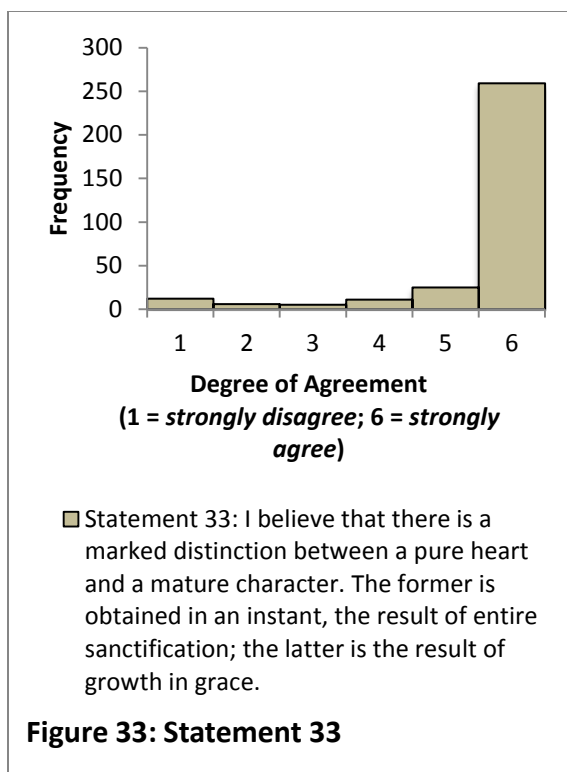 300
250
200
150
100
50
0
Frequency
1 2 3 4 5 6
Degree of Agreement
(1 = strongly disagree; 6 = strongly
agree)
Statement 33: I believe that there is a
marked distinction between a pure heart
and a mature character. The former is
obtained in an instant, the result of entire
sanctification; the latter is the result of
growth in grace.
Figure 33: Statement 33